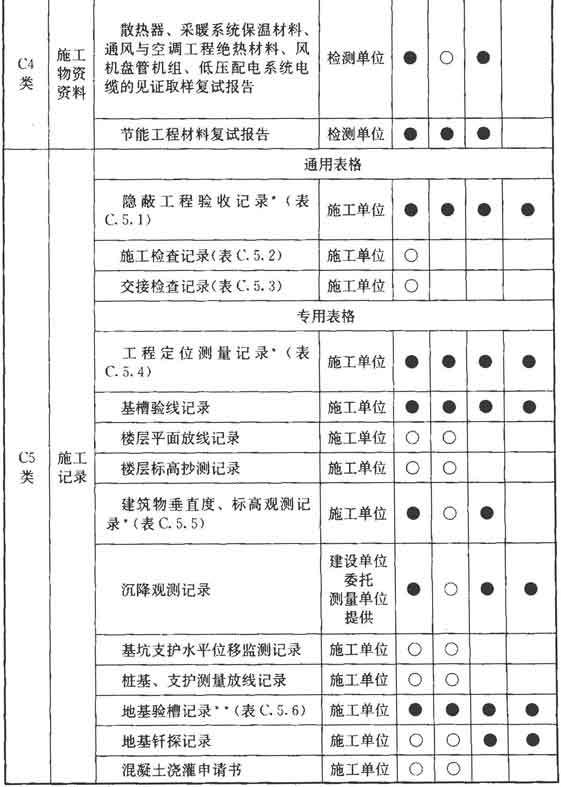 C4
类
施工
物资
资料
散热器、采暖系统保温材料、
通风与空调工程绝热材料、风
机盘管机组、低压配电系统电
缆的见证取样复试报告
检测单位
● ○ ●
节能工程材料复试报告
检测单位
● ● ●
C5
类
施工
记录
通用表格
隐蔽工程验收记录*(表
C.5.1)
施工单位
● ● ● ●
施工检查记录(表C.5.2)
施工单位
○
交接检查记录(表C.5.3)
施工单位
○
专用表格
工程定位测量记录*(表
C.5.4)
施工单位
● ● ● ●
基槽验线记录
施工单位
● ● ● ●
楼层平面放线记录
施工单位
○ ○
楼层标高抄测记录
施工单位
○ ○
建筑物垂直度、标高观测记
录*(表C.5.5)
施工单位
● ○ ●
沉降观测记录
建设单位
委托
测量单位
提供
● ○ ● ●
基坑支护水平位移监测记录
施工单位
○ ○
桩基、支护测量放线记录
施工单位
○ ○
地基验槽记录**(表C.5.6)
施工单位
● ● ● ●
地基钎探记录
施工单位
○ ○ ● ●
混凝土浇灌申请书
施工单位
○ ○